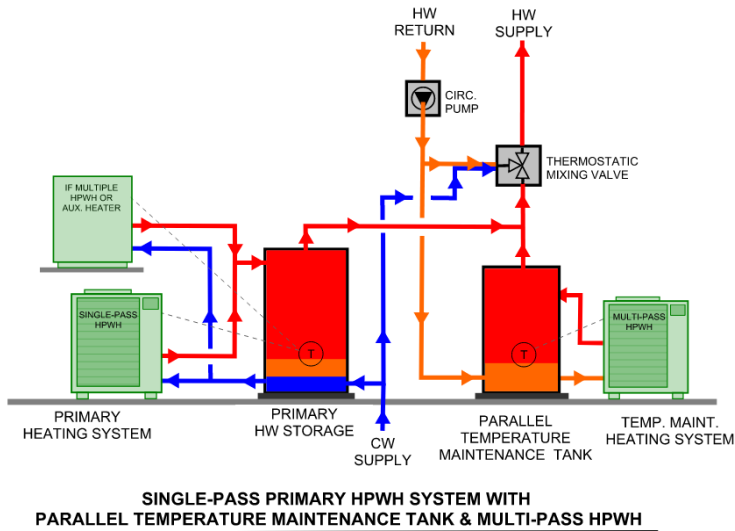 HW
RETURN
HW
SUPPLY
CIRC.
PUMP
THERMOSTATIC
MIXING VALVE
IF MULTIPLE
HPWH OR
AUX. HEATER
SINGLE-PASS
HPWH
T
T
MULTI-PASS
HPWH
PRIMARY
HEATING SYSTEM
PRIMARY
HW STORAGE
CW
SUPPLY
PARALLEL
TEMPERATURE
MAINTENANCE TANK
TEMP. MAINT.
HEATING SYSTEM
SINGLE-PASS PRIMARY HPWH SYSTEM WITH
PARALLEL TEMPERATURE MAINTENANCE TANK & MULTI-PASS HPWH